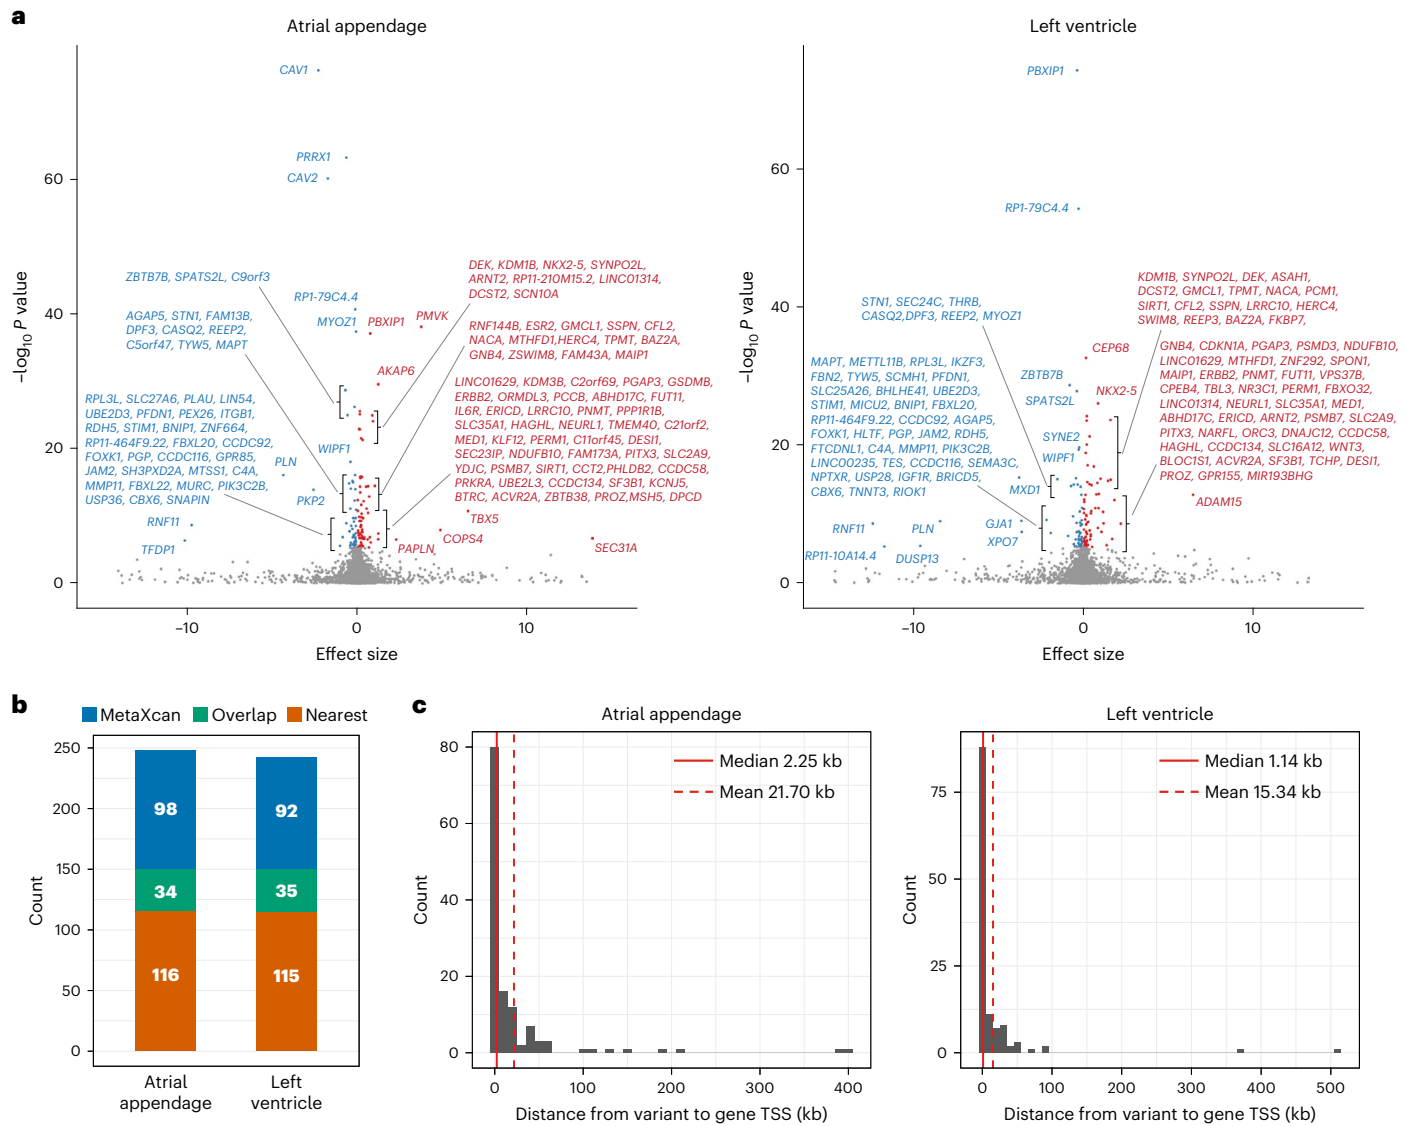 a
Atrial appendage
−log10 P value
60
40
20
0
−10
0
10
Effect size
CAV1
PRRX1
CAV2
ZBTB7B, SPATS2L, C9orf3
RP1-79C4.4
MYOZ1
PBXIP1
PMVK
AKAP6
AGAP5, STN1, FAM13B,
DPF3, CASQ2, REEP2,
C5orf47, TYW5, MAPT
RPL3L, SLC27A6, PLAU, LIN54,
UBE2D3, PFDN1, PEX26, ITGB1,
RDH5, STIM1, BNIP1, ZNF664,
RP11-464F9.22, FBXL20, CCDC92,
FOXK1, PGP, CCDC116, GPR85,
JAM2, SH3PXD2A, MTSS1, C4A,
MMP11, FBXL22, MURC, PIK3C2B,
USP36, CBX6, SNAPIN
WIPF1
PLN
PKP2
RNF11
TFDP1
DEK, KDM1B, NKX2-5, SYNPO2L,
ARNT2, RP11-210M15.2, LINC01314,
DCST2, SCN10A
RNF144B, ESR2, GMCL1, SSPN, CFL2,
NACA, MTHFD1,HERC4, TPMT, BAZ2A,
GNB4, ZSWIM8, FAM43A, MAIP1
LINC01629, KDM3B, C2orf69, PGAP3, GSDMB,
ERBB2, ORMDL3, PCCB, ABHD17C, FUT11,
IL6R, ERICD, LRRC10, PNMT, PPP1R1B,
SLC35A1, HAGHL, NEURL1, TMEM40, C21orf2,
MED1, KLF12, PERM1, C11orf45, DESI1,
SEC23IP, NDUFB10, FAM173A, PITX3, SLC2A9,
YDJC, PSMB7, SIRT1, CCT2,PHLDB2, CCDC58,
PRKRA, UBE2L3, CCDC134, SF3B1, KCNJ5,
BTRC, ACVR2A, ZBTB38, PROZ,MSH5, DPCD
TBX5
COPS4
PAPLN
SEC31A
Left ventricle
−log10 P value
60
40
20
0
−10
0
10
Effect size
PBXIP1
RP1-79C4.4
STN1, SEC24C, THRB,
CASQ2,DPF3, REEP2, MYOZ1
CEP68
ZBTB7B
NKX2-5
SPATS2L
SYNE2
WIPF1
MXD1
GJA1
XPO7
RNF11
PLN
RP11-10A14.4
DUSP13
ADAM15
MAPT, METTL11B, RPL3L, IKZF3,
FBN2, TYW5, SCMH1, PFDN1,
SLC25A26, BHLHE41, UBE2D3,
STIM1, MICU2, BNIP1, FBXL20,
RP11-464F9.22, CCDC92, AGAP5,
FOXK1, HLTF, PGP, JAM2, RDH5,
FTCDNL1, C4A, MMP11, PIK3C2B,
LINC00235, TES, CCDC116, SEMA3C,
NPTXR, USP28, IGF1R, BRICD5,
CBX6, TNNT3, RIOK1
KDM1B, SYNPO2L, DEK, ASAH1,
DCST2, GMCL1, TPMT, NACA, PCM1,
SIRT1, CFL2, SSPN, LRRC10, HERC4,
SWIM8, REEP3, BAZ2A, FKBP7,
GNB4, CDKN1A, PGAP3, PSMD3, NDUFB10,
LINC01629, MTHFD1, ZNF292, SPON1,
MAIP1, ERBB2, PNMT, FUT11, VPS37B,
CPEB4, TBL3, NR3C1, PERM1, FBXO32,
LINC01314, NEURL1, SLC35A1, MED1,
ABHD17C, ERICD, ARNT2, PSMB7, SLC2A9,
PITX3, NARFL, ORC3, DNAJC12, CCDC58,
HAGHL, CCDC134, SLC16A12, WNT3,
BLOC1S1, ACVR2A, SF3B1, TCHP, DESI1,
PROZ, GPR155, MIR193BHG
b
MetaXcan
Overlap
Nearest
Count
250
200
150
100
50
0
98
34
116
92
35
115
Atrial
appendage
Left
ventricle
c
Atrial appendage
Median 2.25 kb
Mean 21.70 kb
Count
80
60
40
20
0
0
100
200
300
400
Distance from variant to gene TSS (kb)
Left ventricle
Median 1.14 kb
Mean 15.34 kb
Count
75
50
25
0
0
100
200
300
400
500
Distance from variant to gene TSS (kb)